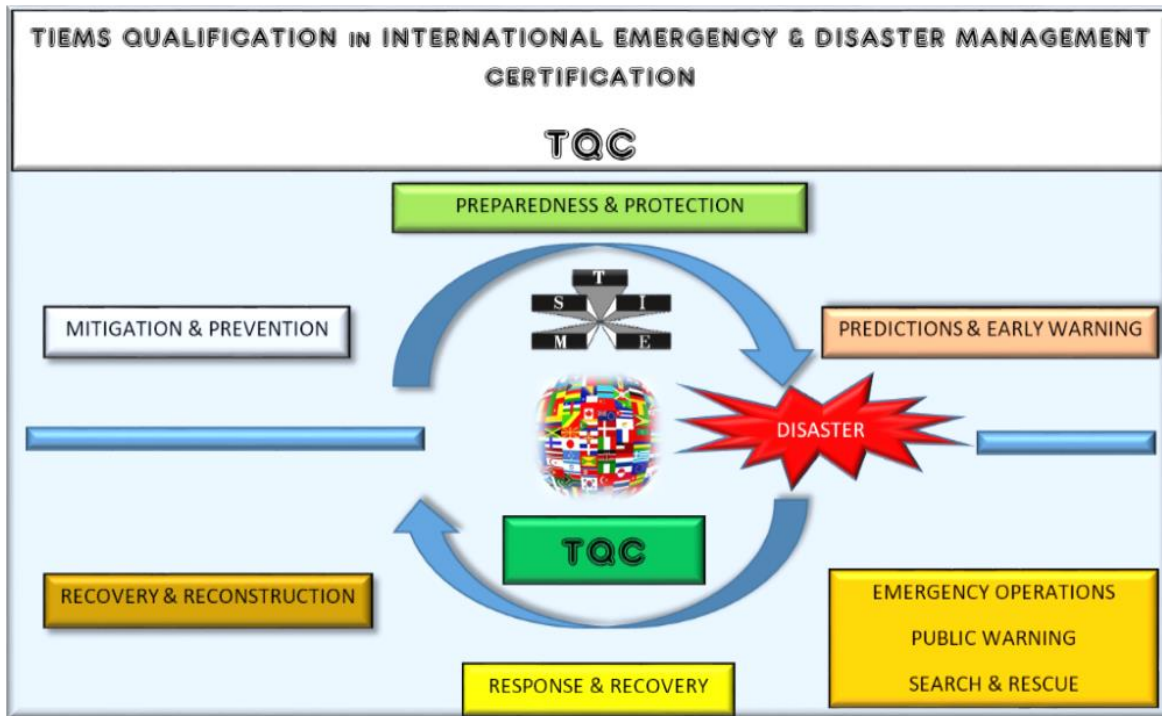 TIEMS QUALIFICATION IN INTERNATIONAL EMERGENCY & DISASTER MANAGEMENT
CERTIFICATION
TQC
PREPAREDNESS & PROTECTION
T
S I
M E
MITIGATION & PREVENTION
PREDICTIONS & EARLY WARNING
DISASTER
TQC
RECOVERY & RECONSTRUCTION
EMERGENCY OPERATIONS
PUBLIC WARNING
SEARCH & RESCUE
RESPONSE & RECOVERY